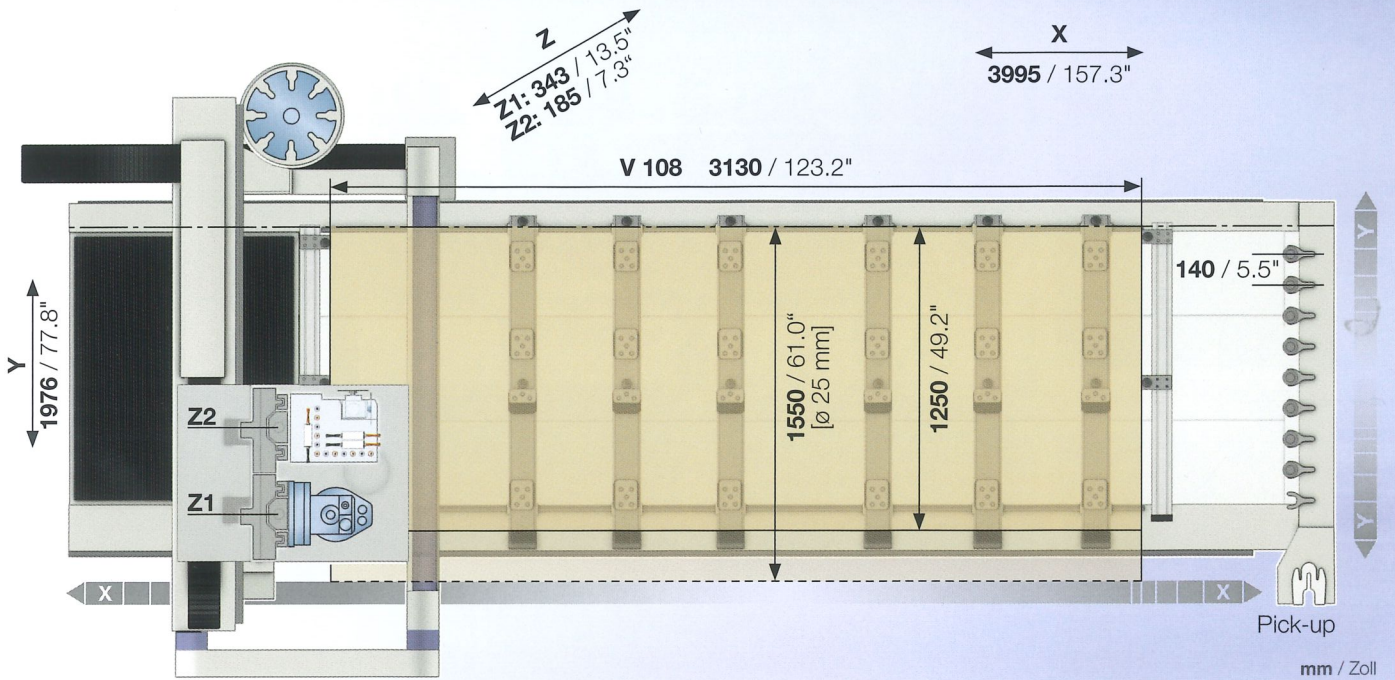 Z
Z1: 343 / 13.5"
Z2: 185 / 7.3"
X
3995 / 157.3"
V 108 3130 / 123.2"
Y
140 / 5.5"
Y
1976 / 77.8"
1550 / 61.0“
[ø 25 mm]
1250 / 49.2"
Z2
Z1
Y
X
X
Pick-up
mm / Zoll